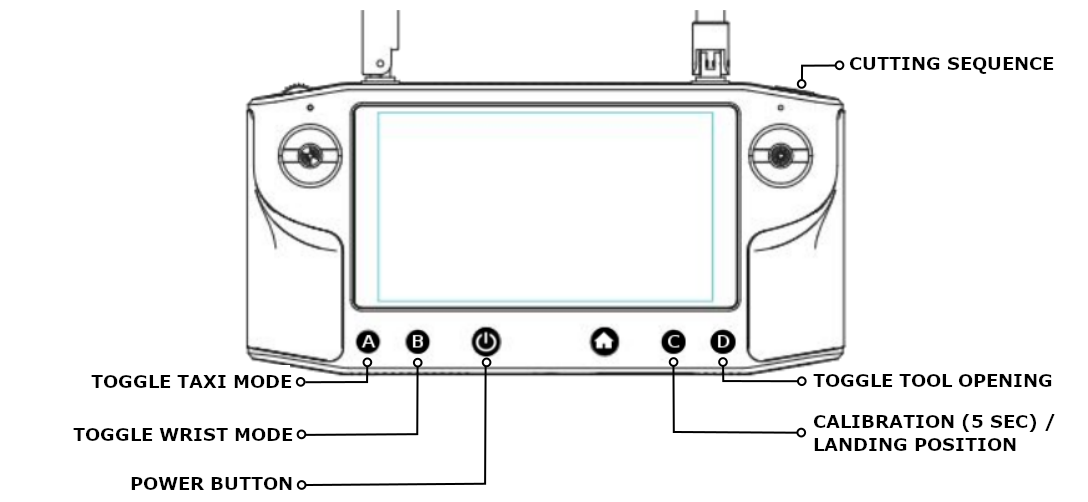 CUTTING SEQUENCE
A B C D
TOGGLE TAXI MODE
TOGGLE TOOL OPENING
TOGGLE WRIST MODE
CALIBRATION (5 SEC) /
LANDING POSITION
POWER BUTTON